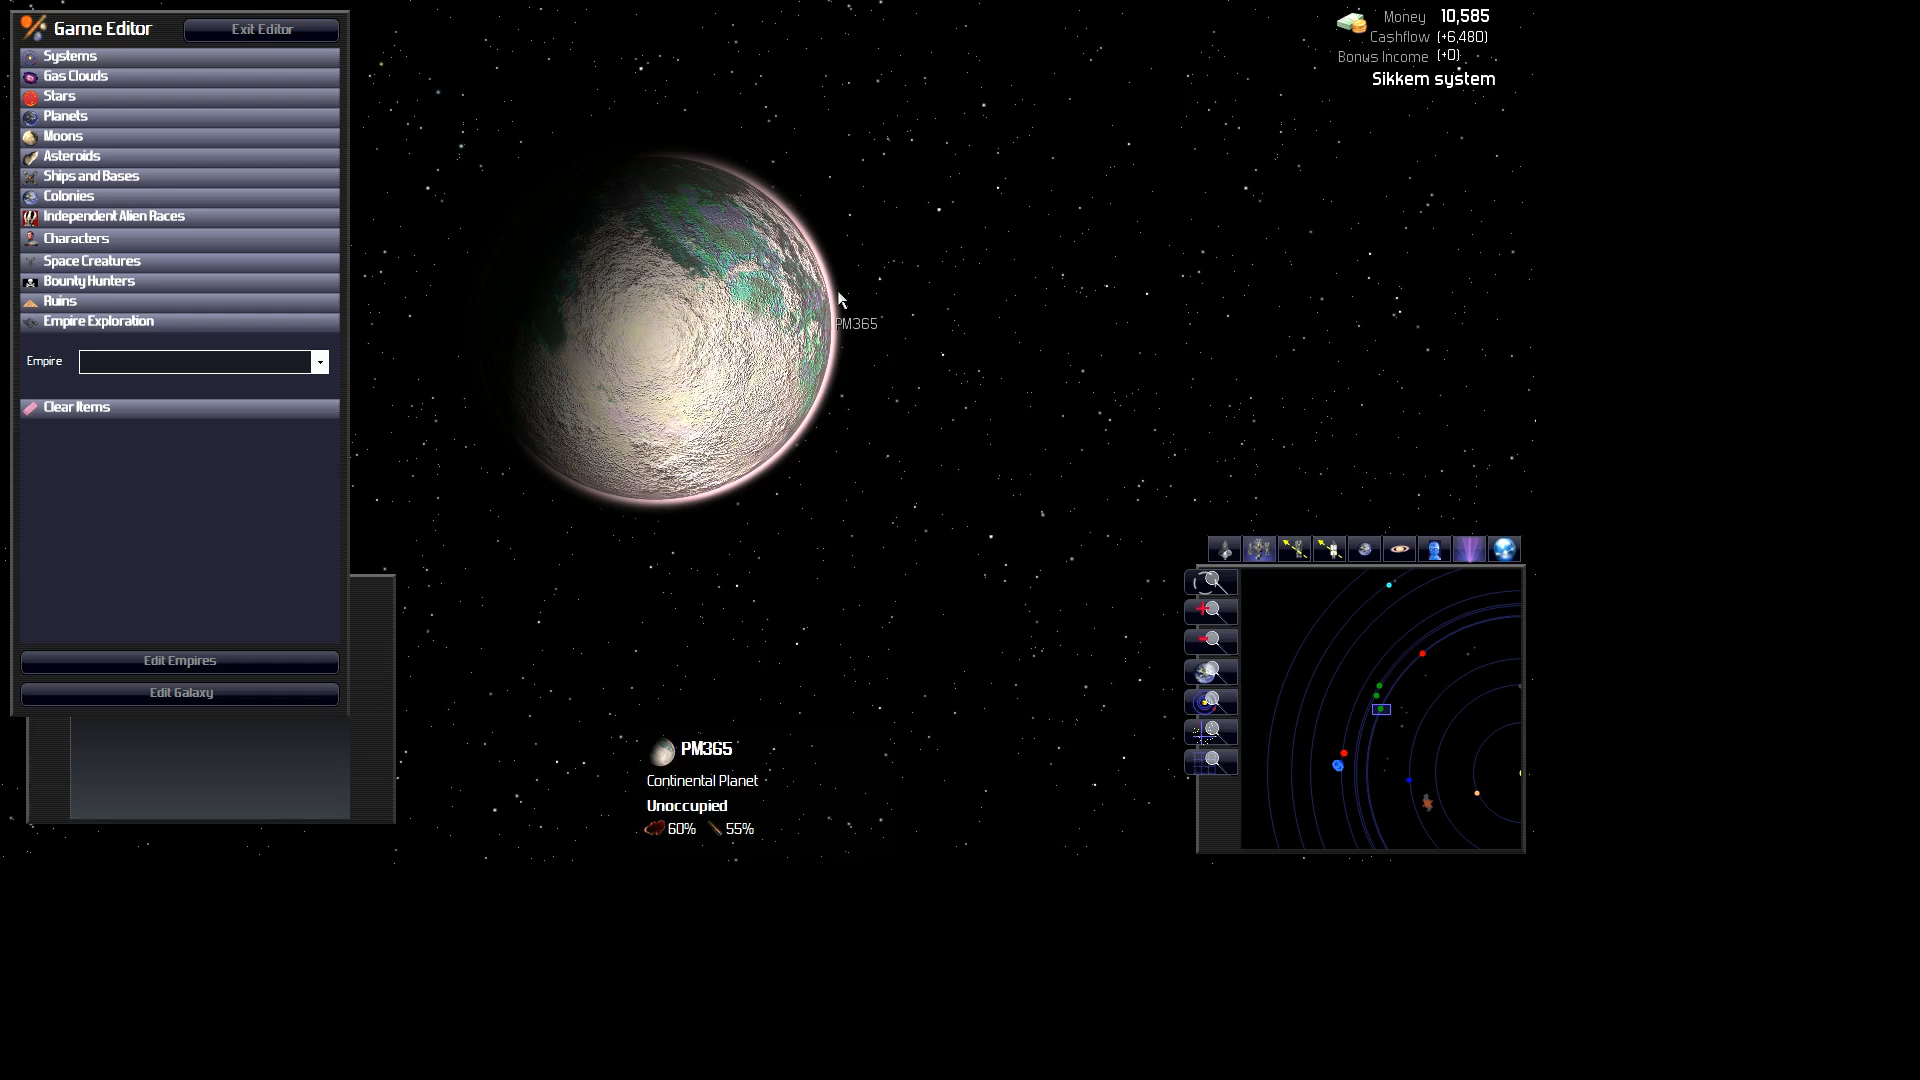 Game Editor
Exit Editor
Systems
Gas Clouds
Stars
Planets
Moons
Asteroids
Ships and Bases
Colonies
Independent Alien Races
Characters
Space Creatures
Bounty Hunters
Ruins
Empire Exploration
Empire
Clear Items
Edit Empires
Edit Galaxy
Money 10,585
Cashflow (+6,480)
Bonus Income (+0)
Sikkem system
PM365
PM365
Continental Planet
Unoccupied
60% 55%